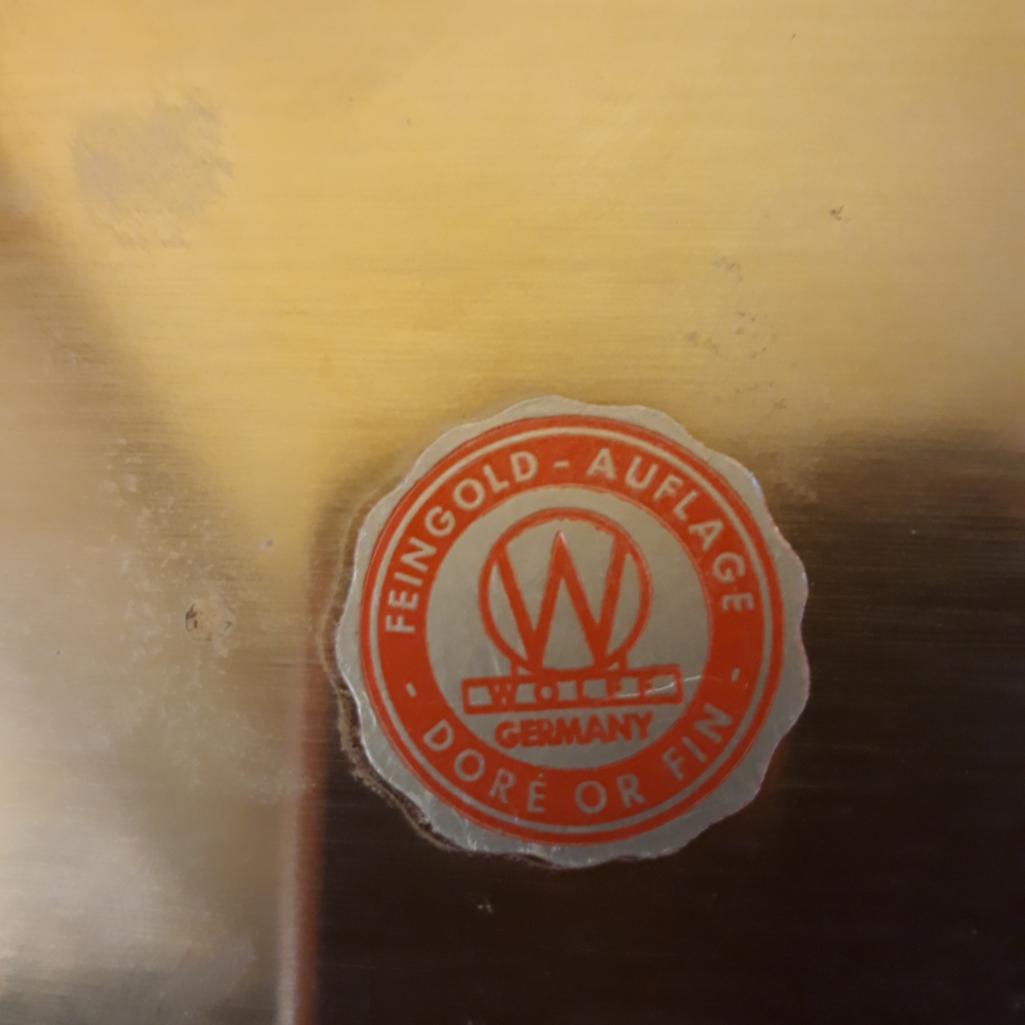 FEINGOLD - AUFLAGE
W
WOLFF
GERMANY
- DORÉ OR FIN -